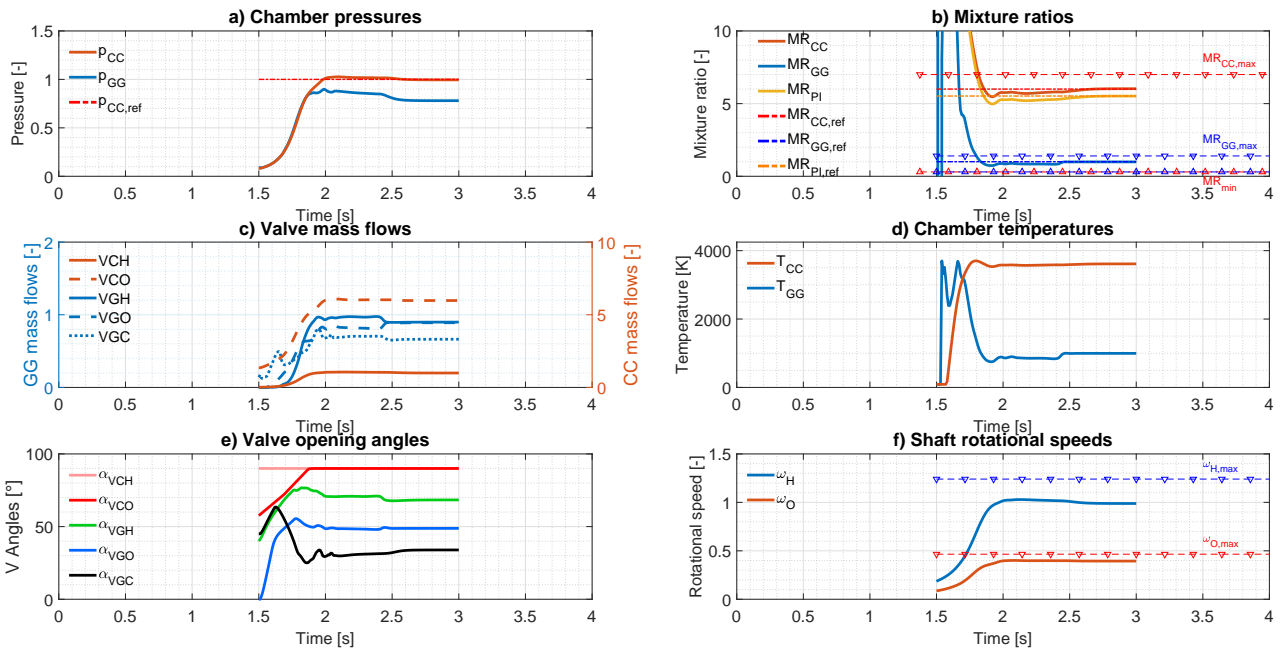 a) Chamber pressures
1.5
1
0.5
0
Pressure [-]
p_CC
p_GG
p_CC,ref
0 0.5 1 1.5 2 2.5 3 3.5 4
Time [s]
b) Mixture ratios
10
5
0
Mixture ratio [-]
MR_CC
MR_GG
MR_PI
MR_CC,ref
MR_GG,ref
MR_PI,ref
MR_CC,max
MR_GG,max
MR_min
0 0.5 1 1.5 2 2.5 3 3.5 4
Time [s]
c) Valve mass flows
2
1
0
GG mass flows [-]
VCH
VCO
VGH
VGO
VGC
10
5
0
CC mass flows [-]
0 0.5 1 1.5 2 2.5 3 3.5 4
Time [s]
d) Chamber temperatures
4000
2000
0
Temperature [K]
T_CC
T_GG
0 0.5 1 1.5 2 2.5 3 3.5 4
Time [s]
e) Valve opening angles
100
50
0
V Angles [°]
α_VCH
α_VCO
α_VGH
α_VGO
α_VGC
0 0.5 1 1.5 2 2.5 3 3.5 4
Time [s]
f) Shaft rotational speeds
1.5
1
0.5
0
Rotational speed [-]
ω_H
ω_O
ω_H,max
ω_O,max
0 0.5 1 1.5 2 2.5 3 3.5 4
Time [s]